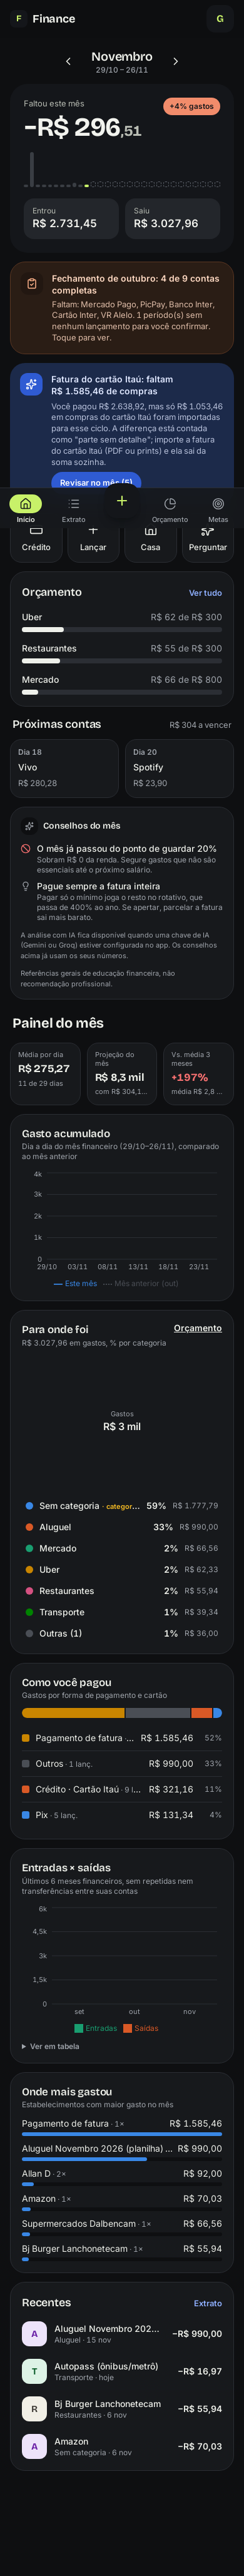 F Finance G
Novembro
29/10 – 26/11
Faltou este mês
+4% gastos
−R$ 296,51
Entrou
R$ 2.731,45
Saiu
R$ 3.027,96
Fechamento de outubro: 4 de 9 contas
completas
Faltam: Mercado Pago, PicPay, Banco Inter,
Cartão Inter, VR Alelo. 1 período(s) sem
nenhum lançamento para você confirmar.
Toque para ver.
Fatura do cartão Itaú: faltam
R$ 1.585,46 de compras
Você pagou R$ 2.638,92, mas só R$ 1.053,46
em compras do cartão Itaú foram importadas
para esse ciclo. A diferença está contada
como "parte sem detalhe"; importe a fatura
do cartão Itaú (PDF ou prints) e ela sai da
soma sozinha.
Revisar no mês (5)
Início
Extrato
+
Orçamento
Metas
Crédito
Lançar
Casa
Perguntar
Orçamento
Ver tudo
Uber
R$ 62 de R$ 300
Restaurantes
R$ 55 de R$ 300
Mercado
R$ 66 de R$ 800
Próximas contas
R$ 304 a vencer
Dia 18
Vivo
R$ 280,28
Dia 20
Spotify
R$ 23,90
Conselhos do mês
O mês já passou do ponto de guardar 20%
Sobram R$ 0 da renda. Segure gastos que não são
essenciais até o próximo salário.
Pague sempre a fatura inteira
Pagar só o mínimo joga o resto no rotativo, que
passa de 400% ao ano. Se apertar, parcelar a fatura
sai mais barato.
A análise com IA fica disponível quando uma chave de IA
(Gemini ou Groq) estiver configurada no app. Os conselhos
acima já usam os seus números.
Referências gerais de educação financeira, não
recomendação profissional.
Painel do mês
Média por dia
R$ 275,27
11 de 29 dias
Projeção do
mês
R$ 8,3 mil
com R$ 304,1...
Vs. média 3
meses
+197%
média R$ 2,8 ...
Gasto acumulado
Dia a dia do mês financeiro (29/10–26/11), comparado
ao mês anterior
4k
3k
2k
1k
0
29/10 03/11 08/11 13/11 18/11 23/11
Este mês
Mês anterior (out)
Para onde foi
Orçamento
R$ 3.027,96 em gastos, % por categoria
Gastos
R$ 3 mil
Sem categoria · categor... 59% R$ 1.777,79
Aluguel 33% R$ 990,00
Mercado 2% R$ 66,56
Uber 2% R$ 62,33
Restaurantes 2% R$ 55,94
Transporte 1% R$ 39,34
Outras (1) 1% R$ 36,00
Como você pagou
Gastos por forma de pagamento e cartão
Pagamento de fatura ·... R$ 1.585,46 52%
Outros · 1 lanç. R$ 990,00 33%
Crédito · Cartão Itaú · 9 l... R$ 321,16 11%
Pix · 5 lanç. R$ 131,34 4%
Entradas × saídas
Últimos 6 meses financeiros, sem repetidas nem
transferências entre suas contas
6k
4,5k
3k
1,5k
0
set out nov
Entradas
Saídas
Ver em tabela
Onde mais gastou
Estabelecimentos com maior gasto no mês
Pagamento de fatura · 1× R$ 1.585,46
Aluguel Novembro 2026 (planilha) ... R$ 990,00
Allan D · 2× R$ 92,00
Amazon · 1× R$ 70,03
Supermercados Dalbencam · 1× R$ 66,56
Bj Burger Lanchonetecam · 1× R$ 55,94
Recentes
Extrato
A Aluguel Novembro 202... −R$ 990,00
Aluguel · 15 nov
T Autopass (ônibus/metrô) −R$ 16,97
Transporte · hoje
R Bj Burger Lanchonetecam −R$ 55,94
Restaurantes · 6 nov
A Amazon −R$ 70,03
Sem categoria · 6 nov